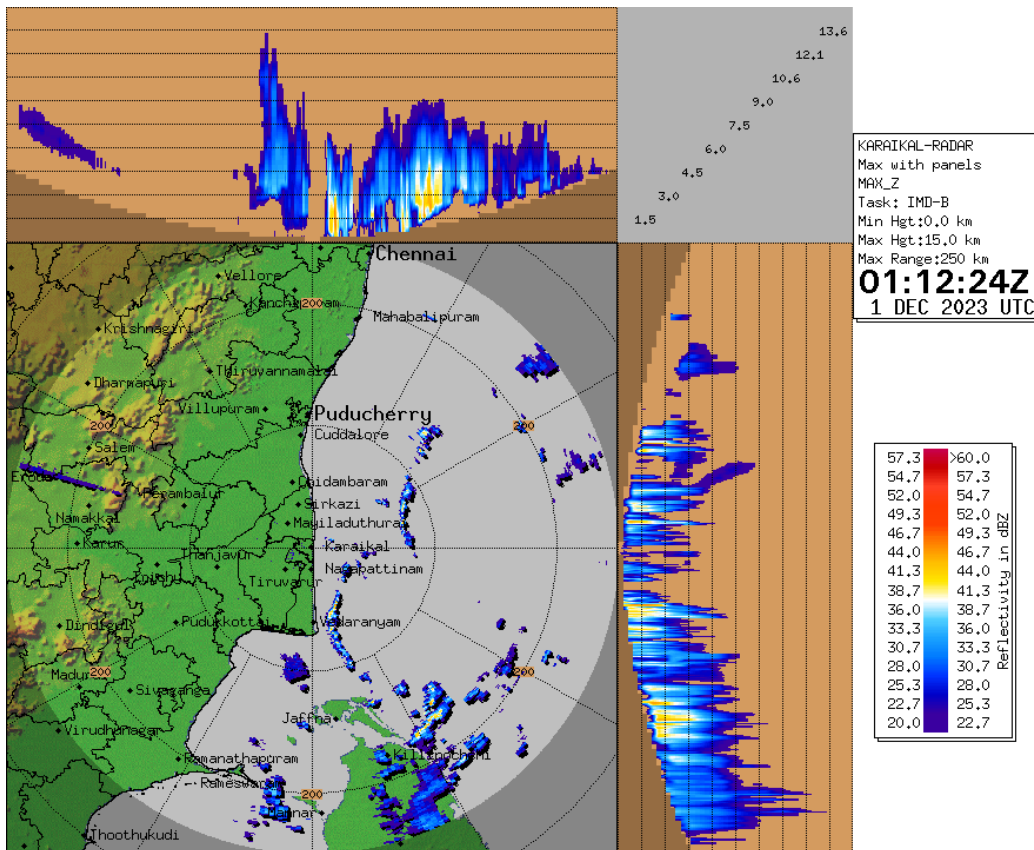 13.6
12.1
10.6
9.0
7.5
6.0
4.5
3.0
1.5
KARAIKAL-RADAR
Max with panels
MAX_Z
Task: IMD-B
Min Hgt:0.0 km
Max Hgt:15.0 km
Max Range:250 km
01:12:24Z
1 DEC 2023 UTC
Chennai
Vellore
200
Mahabalipuram
Krishnagiri
Thiruvannamalai
Dharmapuri
Villupuram
Puducherry
200
200
Cuddalore
Salem
Erode
Chidambaram
Perambalur
Sirkazi
Namakkal
Mayiladuthurai
Karur
Karaikal
Thanjavur
Nagapattinam
Tiruvarur
Dindigul
Pudukkottai
Vedaranyam
200
200
Sivaganga
Jaffna
Virudhunagar
Ramanathapuram
Rameswaram
200
Mannar
Thoothukudi
57.3 >60.0
54.7 57.3
52.0 54.7
49.3 52.0
46.7 49.3
44.0 46.7
41.3 44.0
38.7 41.3
36.0 38.7
33.3 36.0
30.7 33.3
28.0 30.7
25.3 28.0
22.7 25.3
20.0 22.7
Reflectivity in dBZ